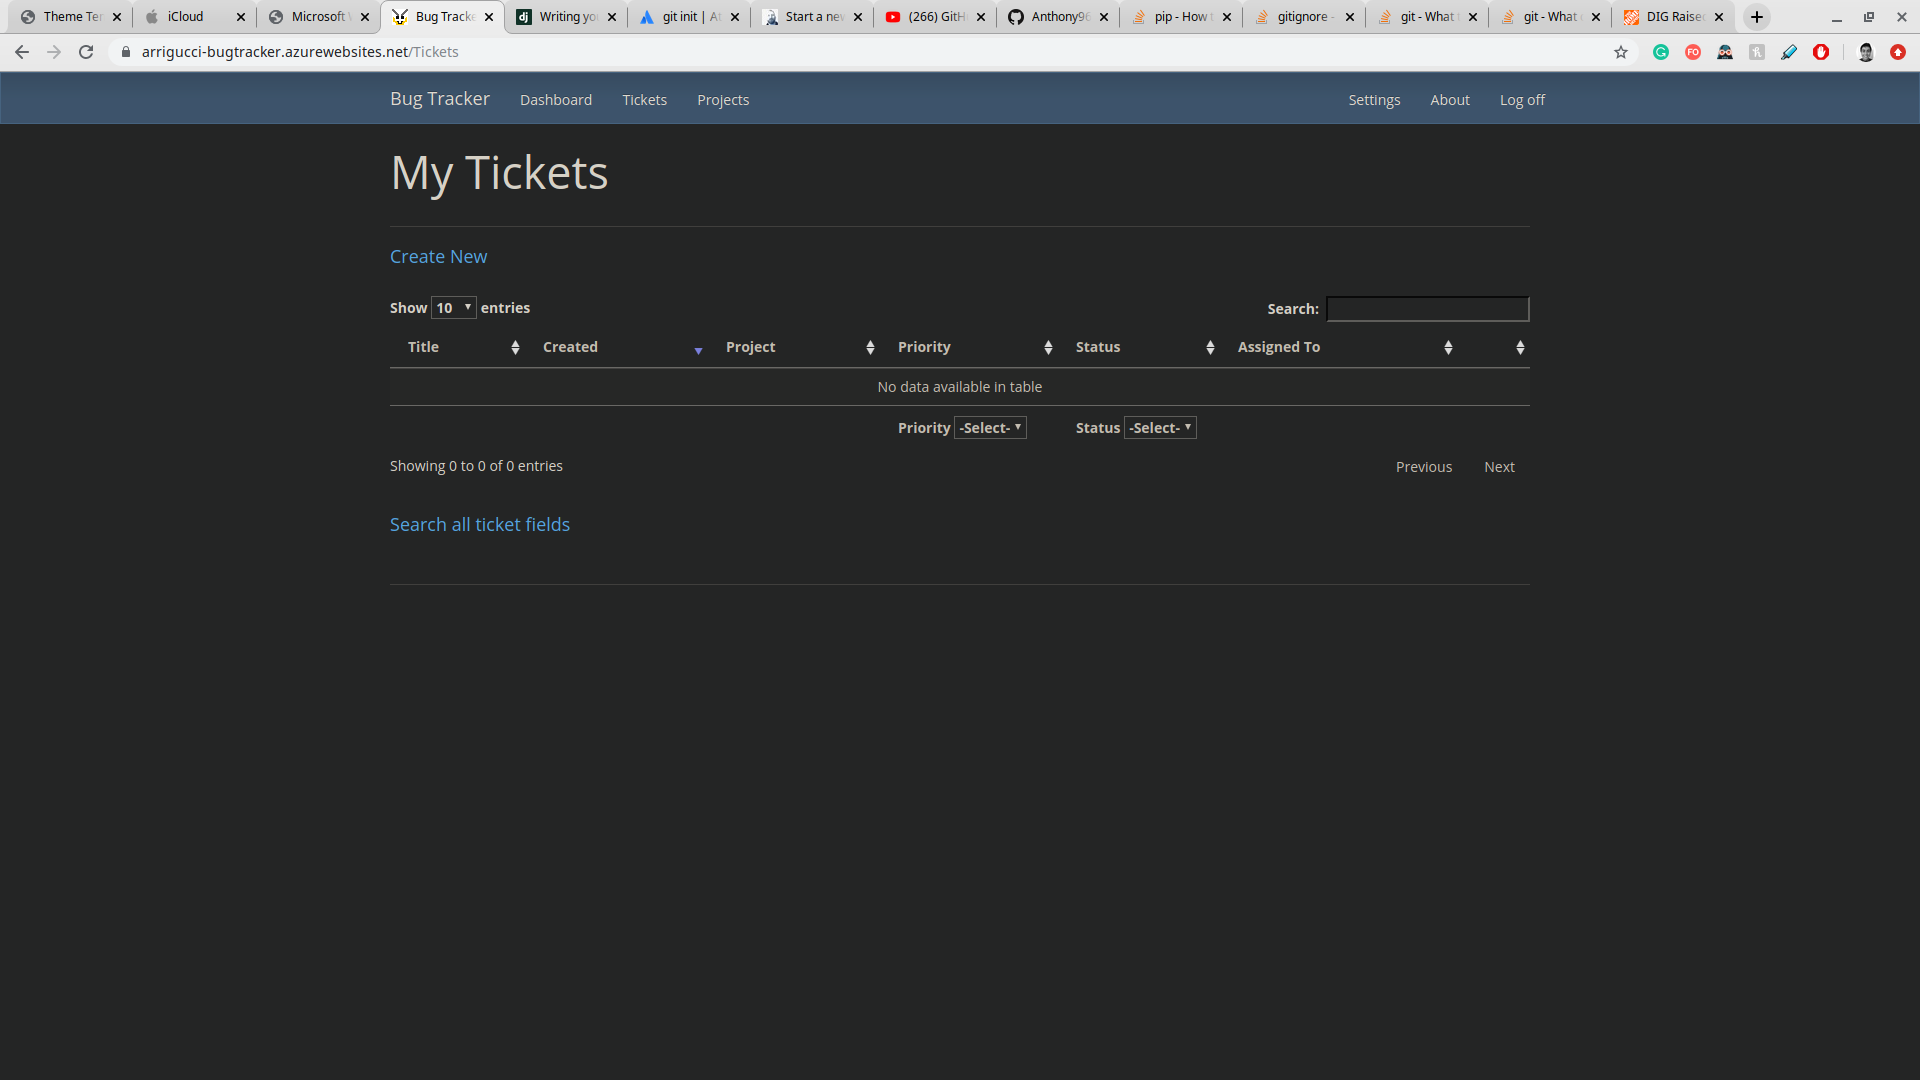 Theme Te
iCloud
Microsoft
Bug Tracke
Writing yo
git init | A
Start a new
(266) GitH
Anthony96
pip - How
gitignore -
git - What
git - What
DIG Raise
arrigucci-bugtracker.azurewebsites.net/Tickets
Bug Tracker Dashboard Tickets Projects Settings About Log off
My Tickets
Create New
Show 10 entries Search:
Title Created Project Priority Status Assigned To
No data available in table
Priority -Select- Status -Select-
Showing 0 to 0 of 0 entries Previous Next
Search all ticket fields